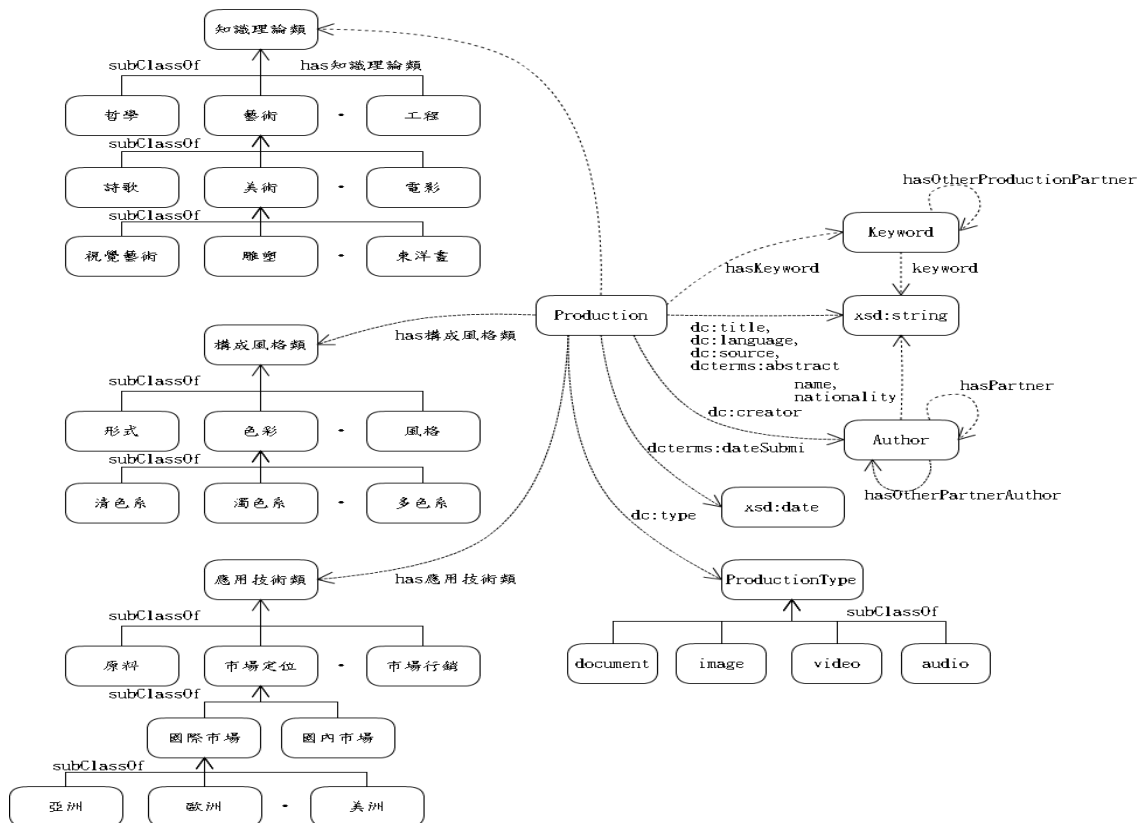 知識理論類
subClassOf
has知識理論類
哲學
藝術
工程
subClassOf
詩歌
美術
電影
subClassOf
視覺藝術
雕塑
東洋畫
構成風格類
has構成風格類
subClassOf
形式
色彩
風格
subClassOf
清色系
濁色系
多色系
應用技術類
has應用技術類
subClassOf
原料
市場定位
市場行銷
subClassOf
國際市場
國內市場
subClassOf
亞洲
歐洲
美洲
Production
hasOtherProductionPartner
Keyword
hasKeyword
keyword
xsd:string
dc:title,
dc:language,
dc:source,
dcterms:abstract
name,
nationality
hasPartner
dc:creator
Author
dcterms:dateSubmi
hasOtherPartnerAuthor
xsd:date
dc:type
ProductionType
subClassOf
document
image
video
audio